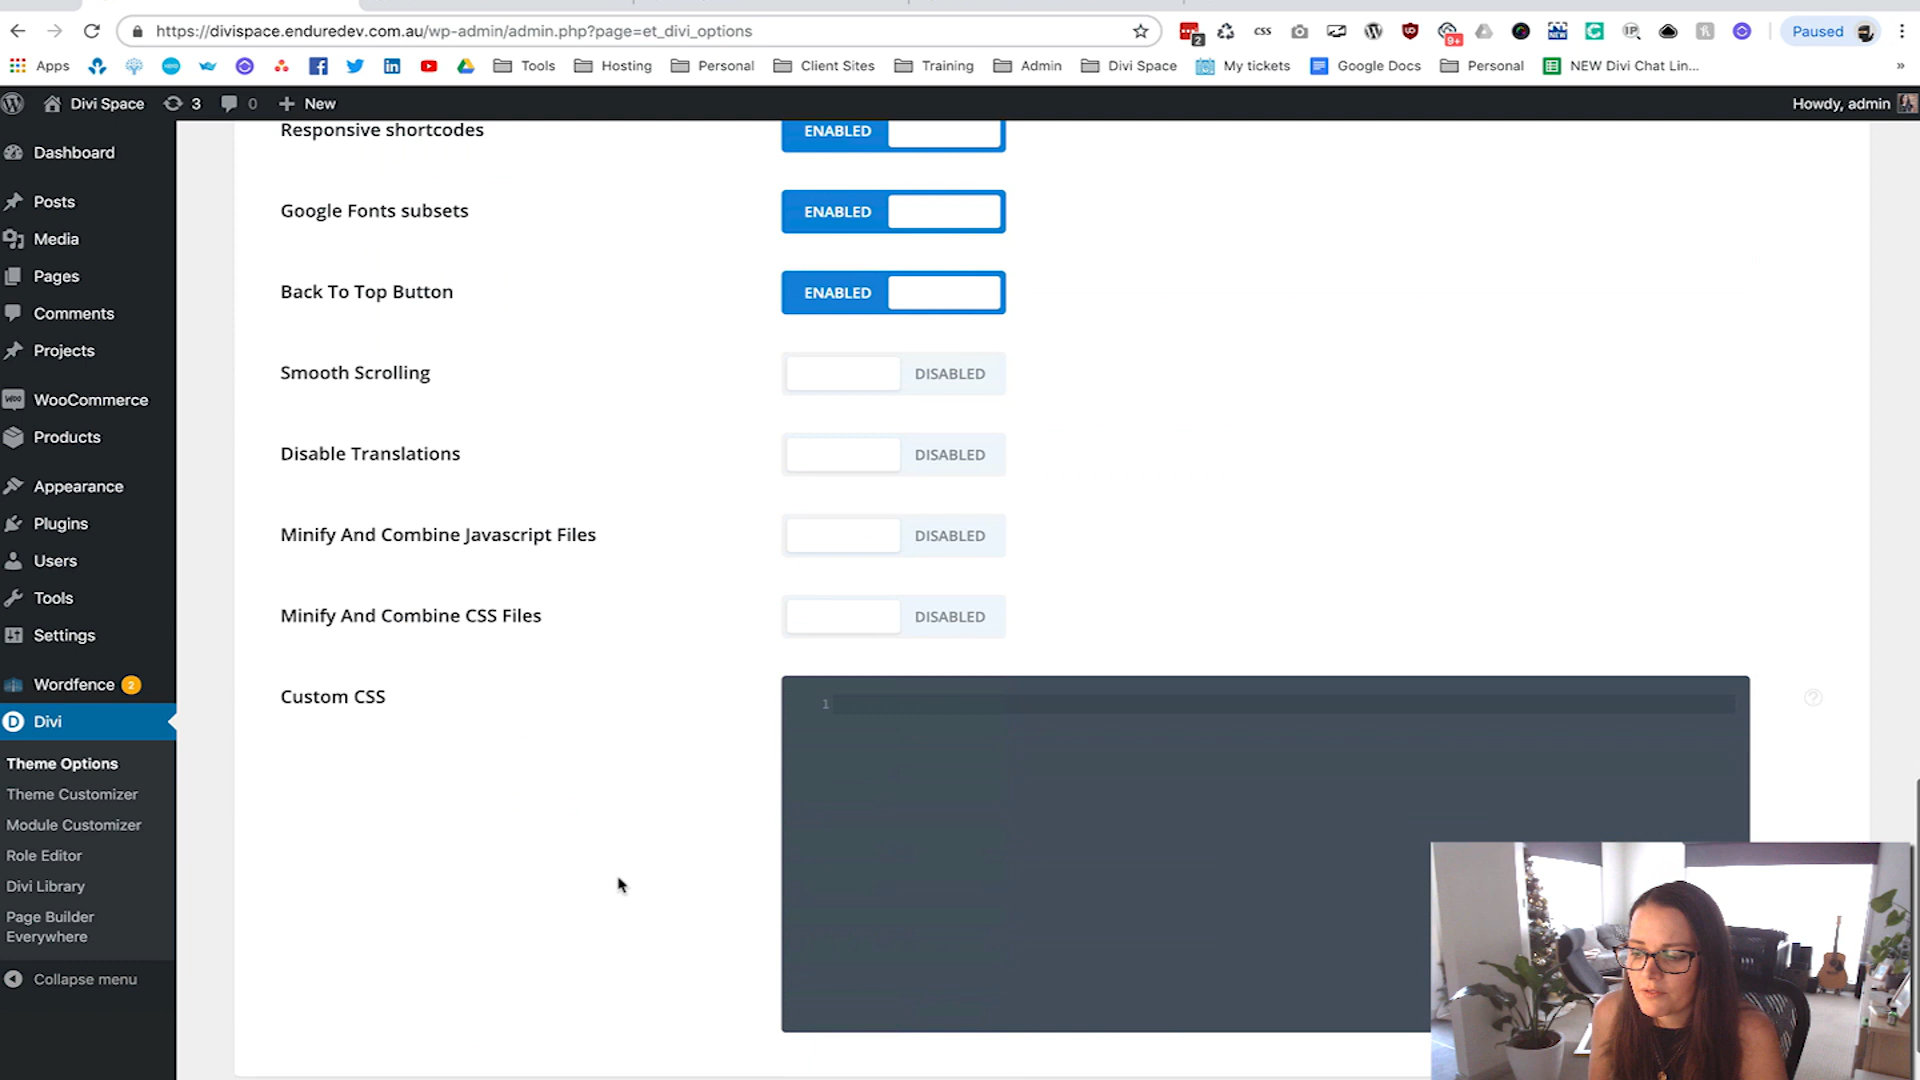 https://divispace.enduredev.com.au/wp-admin/admin.php?page=et_divi_options
2
CSS
9+
IP
Paused
Apps
Tools
Hosting
Personal
Client Sites
Training
Admin
Divi Space
My tickets
Google Docs
Personal
NEW Divi Chat Lin...
»
Divi Space
3
0
New
Howdy, admin
Dashboard
Posts
Media
Pages
Comments
Projects
WooCommerce
Products
Appearance
Plugins
Users
Tools
Settings
Wordfence 2
Divi
Theme Options
Theme Customizer
Module Customizer
Role Editor
Divi Library
Page Builder
Everywhere
Collapse menu
Responsive shortcodes
ENABLED
Google Fonts subsets
ENABLED
Back To Top Button
ENABLED
Smooth Scrolling
DISABLED
Disable Translations
DISABLED
Minify And Combine Javascript Files
DISABLED
Minify And Combine CSS Files
DISABLED
Custom CSS
1